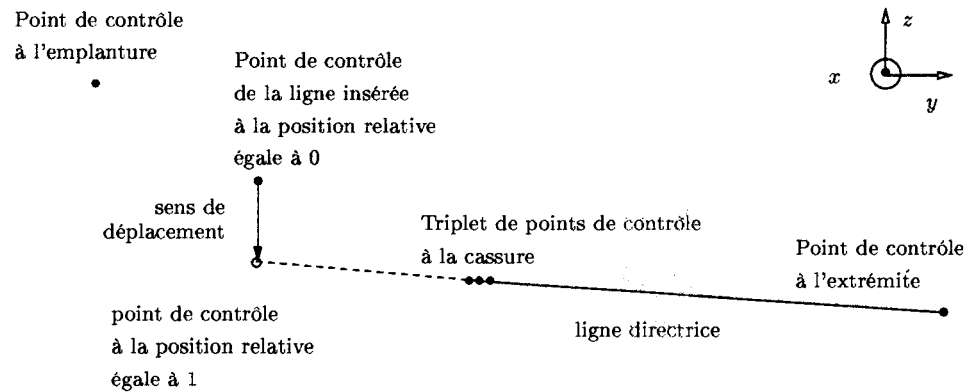 Point de contrôle
à l'emplanture
Point de contrôle
de la ligne insérée
à la position relative
égale à 0
z
x
y
sens de
déplacement
Triplet de points de contrôle
à la cassure
Point de contrôle
à l'extrémité
ligne directrice
point de contrôle
à la position relative
égale à 1